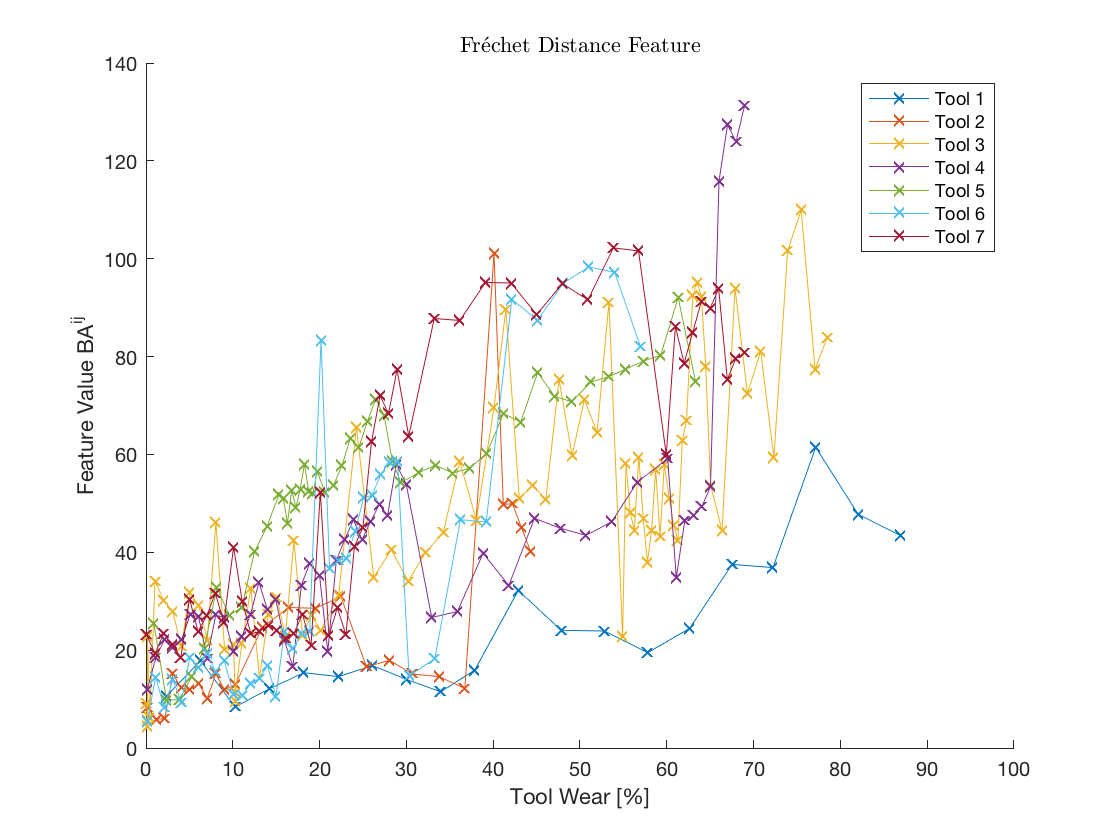 Fréchet Distance Feature
140
120
100
80
60
40
20
0
Feature Value BA^ij
0 10 20 30 40 50 60 70 80 90 100
Tool Wear [%]
Tool 1
Tool 2
Tool 3
Tool 4
Tool 5
Tool 6
Tool 7